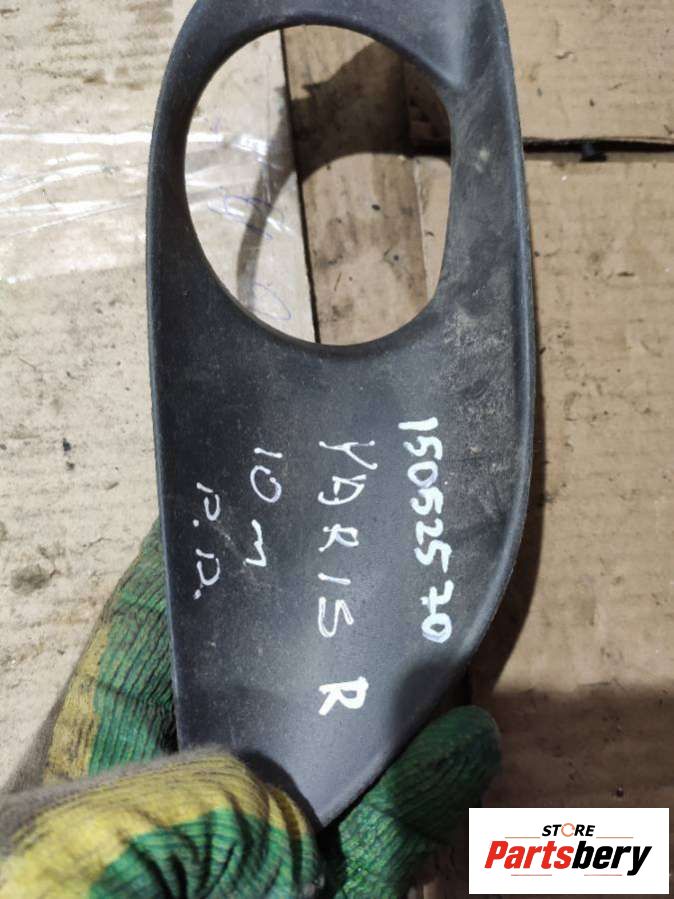 15052570
YARIS R
10 m
P.P.
STORE
Partsbery